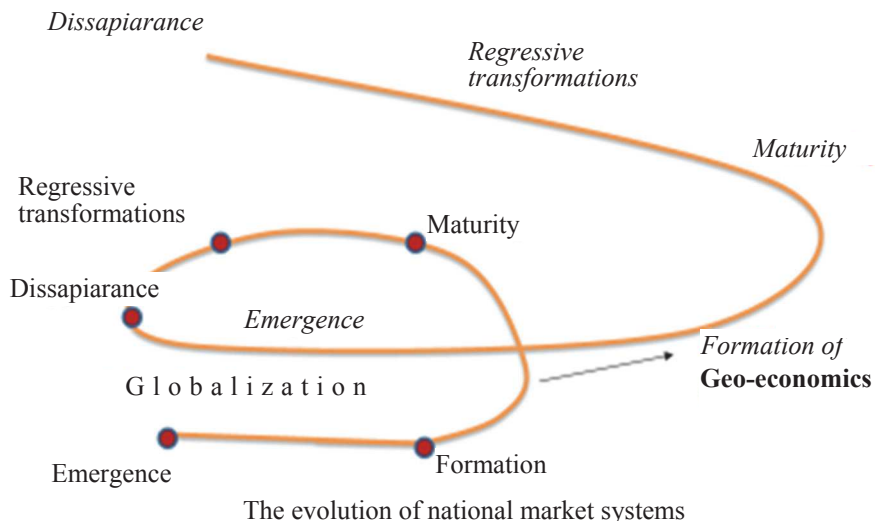 Dissapiarance
Regressive
transformations
Maturity
Regressive
transformations
Maturity
Dissapiarance
Emergence
Formation of
Geo-economics
Globalization
Emergence
Formation
The evolution of national market systems